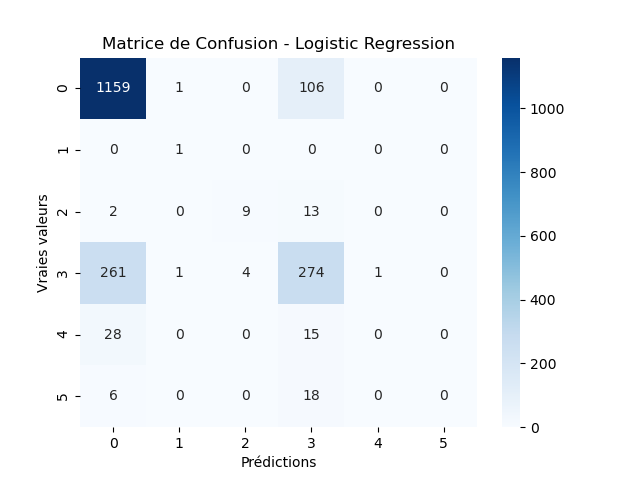 Matrice de Confusion - Logistic Regression
0 1159 1 0 106 0 0
1 0 1 0 0 0 0
2 2 0 9 13 0 0
3 261 1 4 274 1 0
4 28 0 0 15 0 0
5 6 0 0 18 0 0
0 1 2 3 4 5
Prédictions
Vraies valeurs
1000
800
600
400
200
0